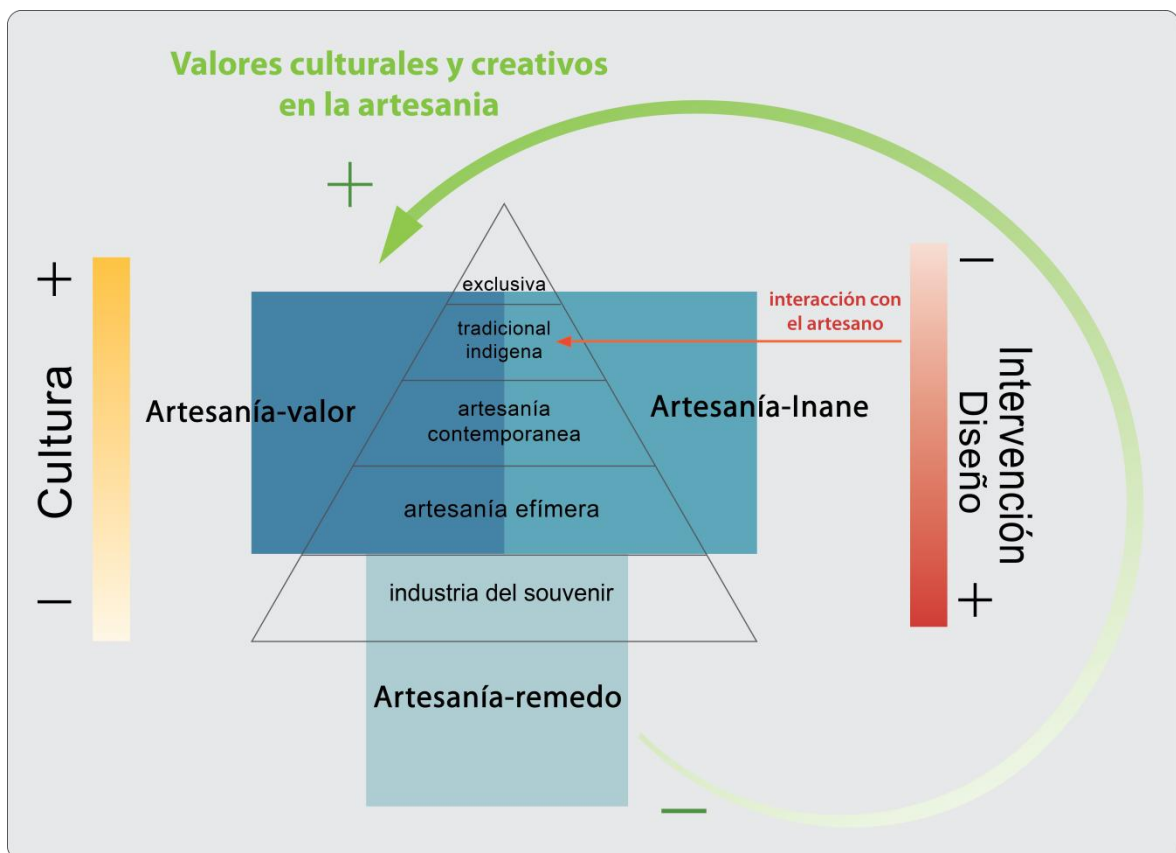 Valores culturales y creativos
en la artesania
+
+
Cultura
–
exclusiva
tradicional
indigena
artesanía
contemporanea
artesanía efímera
industria del souvenir
Artesanía-valor
Artesanía-Inane
Artesanía-remedo
interacción con
el artesano
–
Intervención
Diseño
+
–